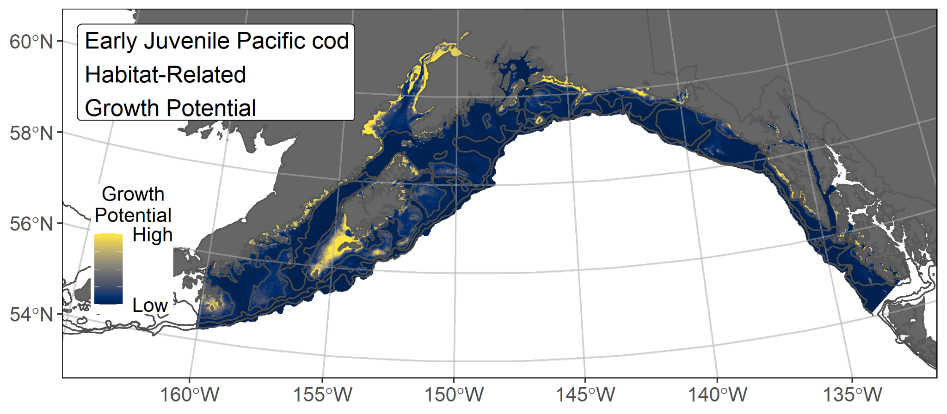 Early Juvenile Pacific cod
Habitat-Related
Growth Potential
60°N
58°N
56°N
54°N
Growth
Potential
High
Low
160°W
155°W
150°W
145°W
140°W
135°W